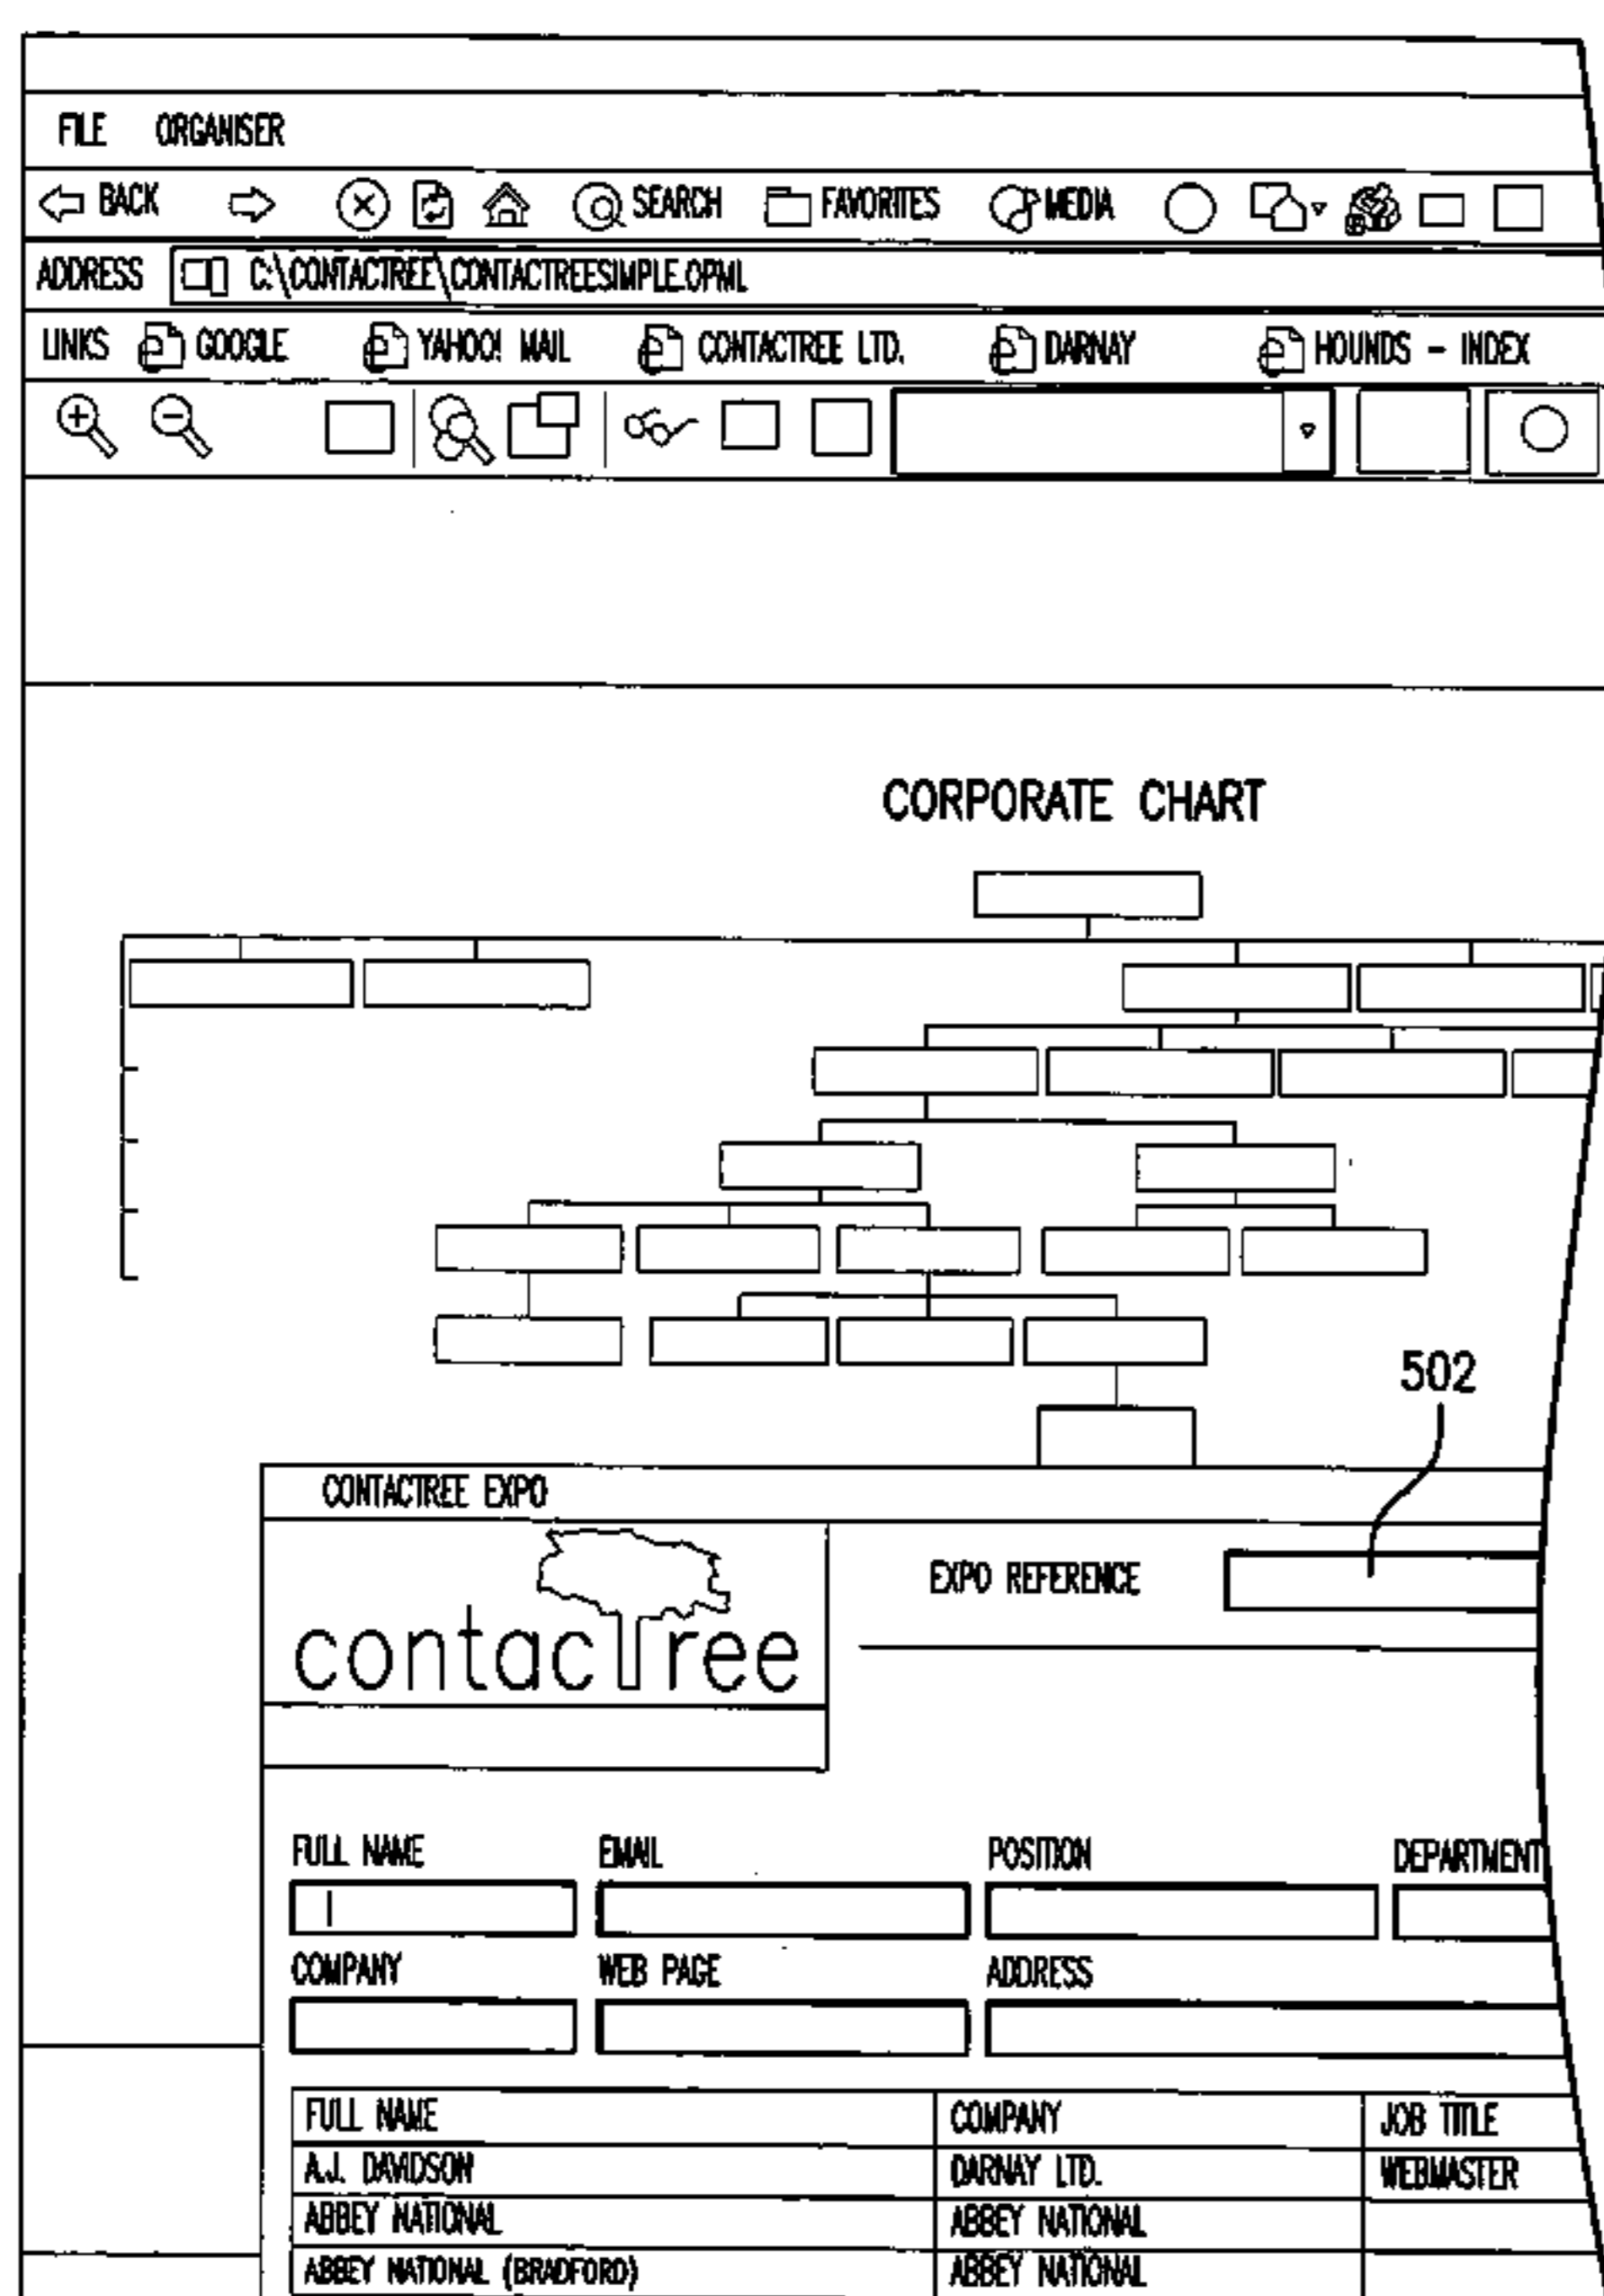 FILE ORGANISER
BACK SEARCH FAVORITES MEDIA
ADDRESS C:\CONTACTREE\CONTACTREESIMPLE.OPML
LINKS GOOGLE YAHOO! MAIL CONTACTREE LTD. DARNAY HOUNDS - INDEX
CORPORATE CHART
502
CONTACTREE EXPO
EXPO REFERENCE
contacTree
FULL NAME EMAIL POSITION DEPARTMENT
COMPANY WEB PAGE ADDRESS
FULL NAME COMPANY JOB TITLE
A.J. DAVIDSON DARNAY LTD. WEBMASTER
ABBEY NATIONAL ABBEY NATIONAL
ABBEY NATIONAL (BRADFORD) ABBEY NATIONAL